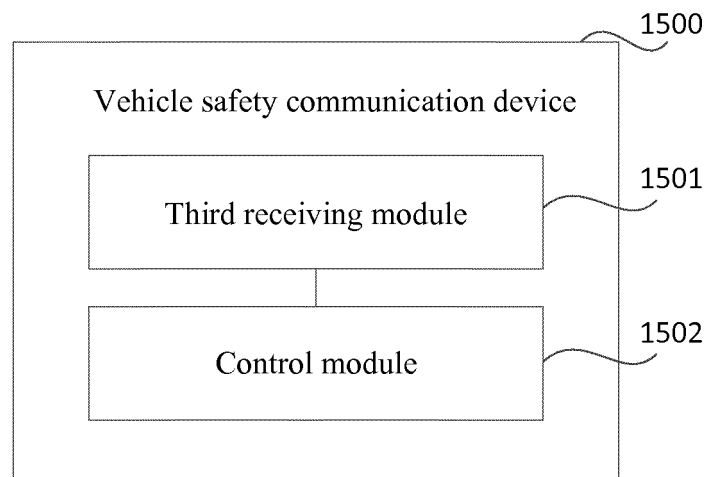 1500
Vehicle safety communication device
1501
Third receiving module
1502
Control module